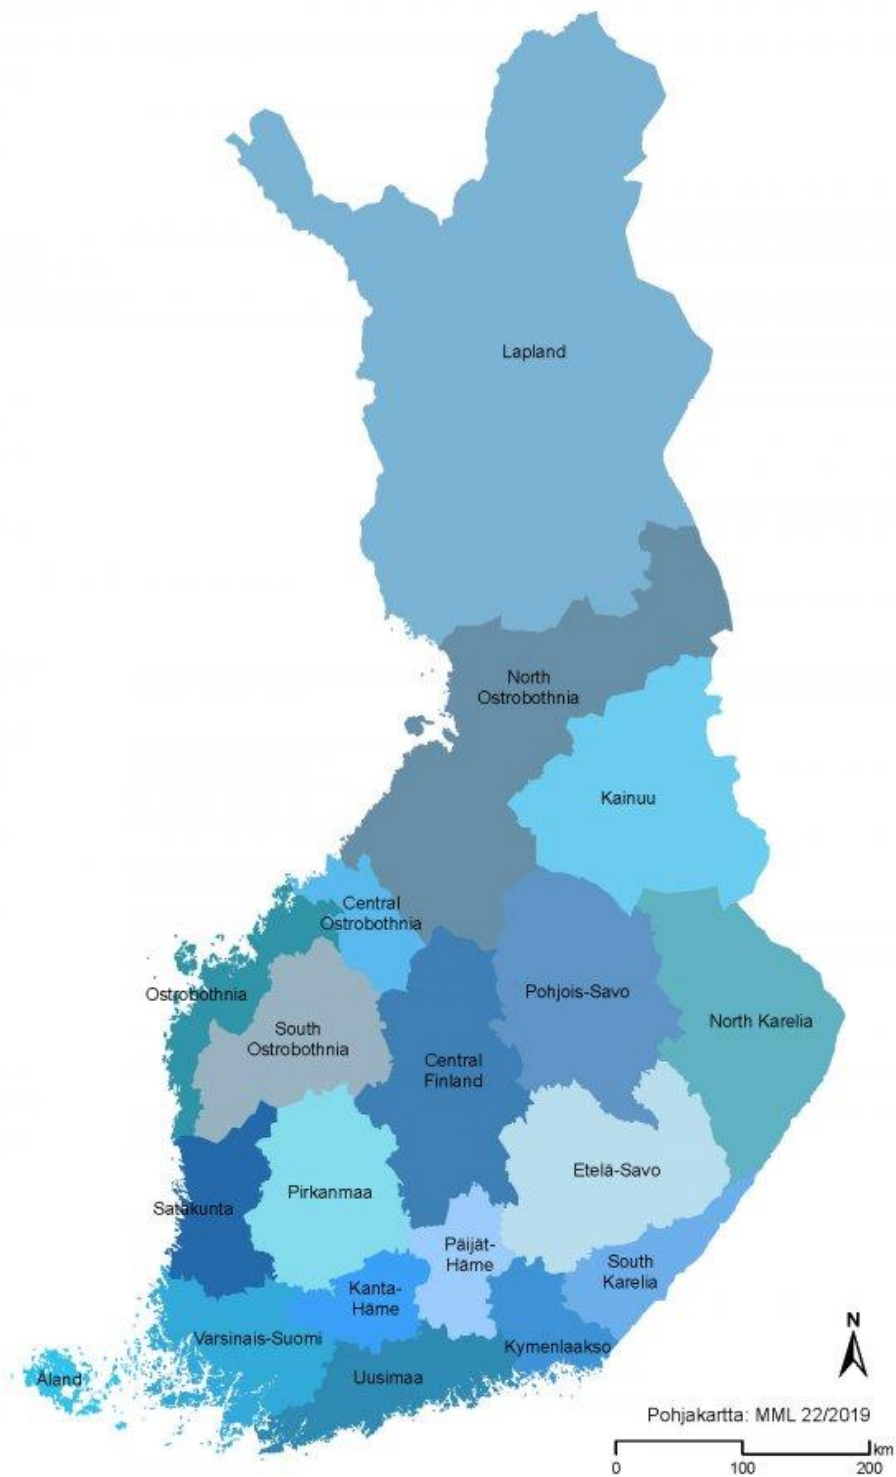 Lapland
North
Ostrobothnia
Kainuu
Central
Ostrobothnia
Ostrobothnia
Pohjois-Savo
South
Ostrobothnia
North Karelia
Central
Finland
Etelä-Savo
Pirkanmaa
Satakunta
Päijät-
Häme
South
Karelia
Kanta-
Häme
Varsinais-Suomi
Kymenlaakso
Uusimaa
Åland
N
Pohjakartta: MML 22/2019
km
0 100 200